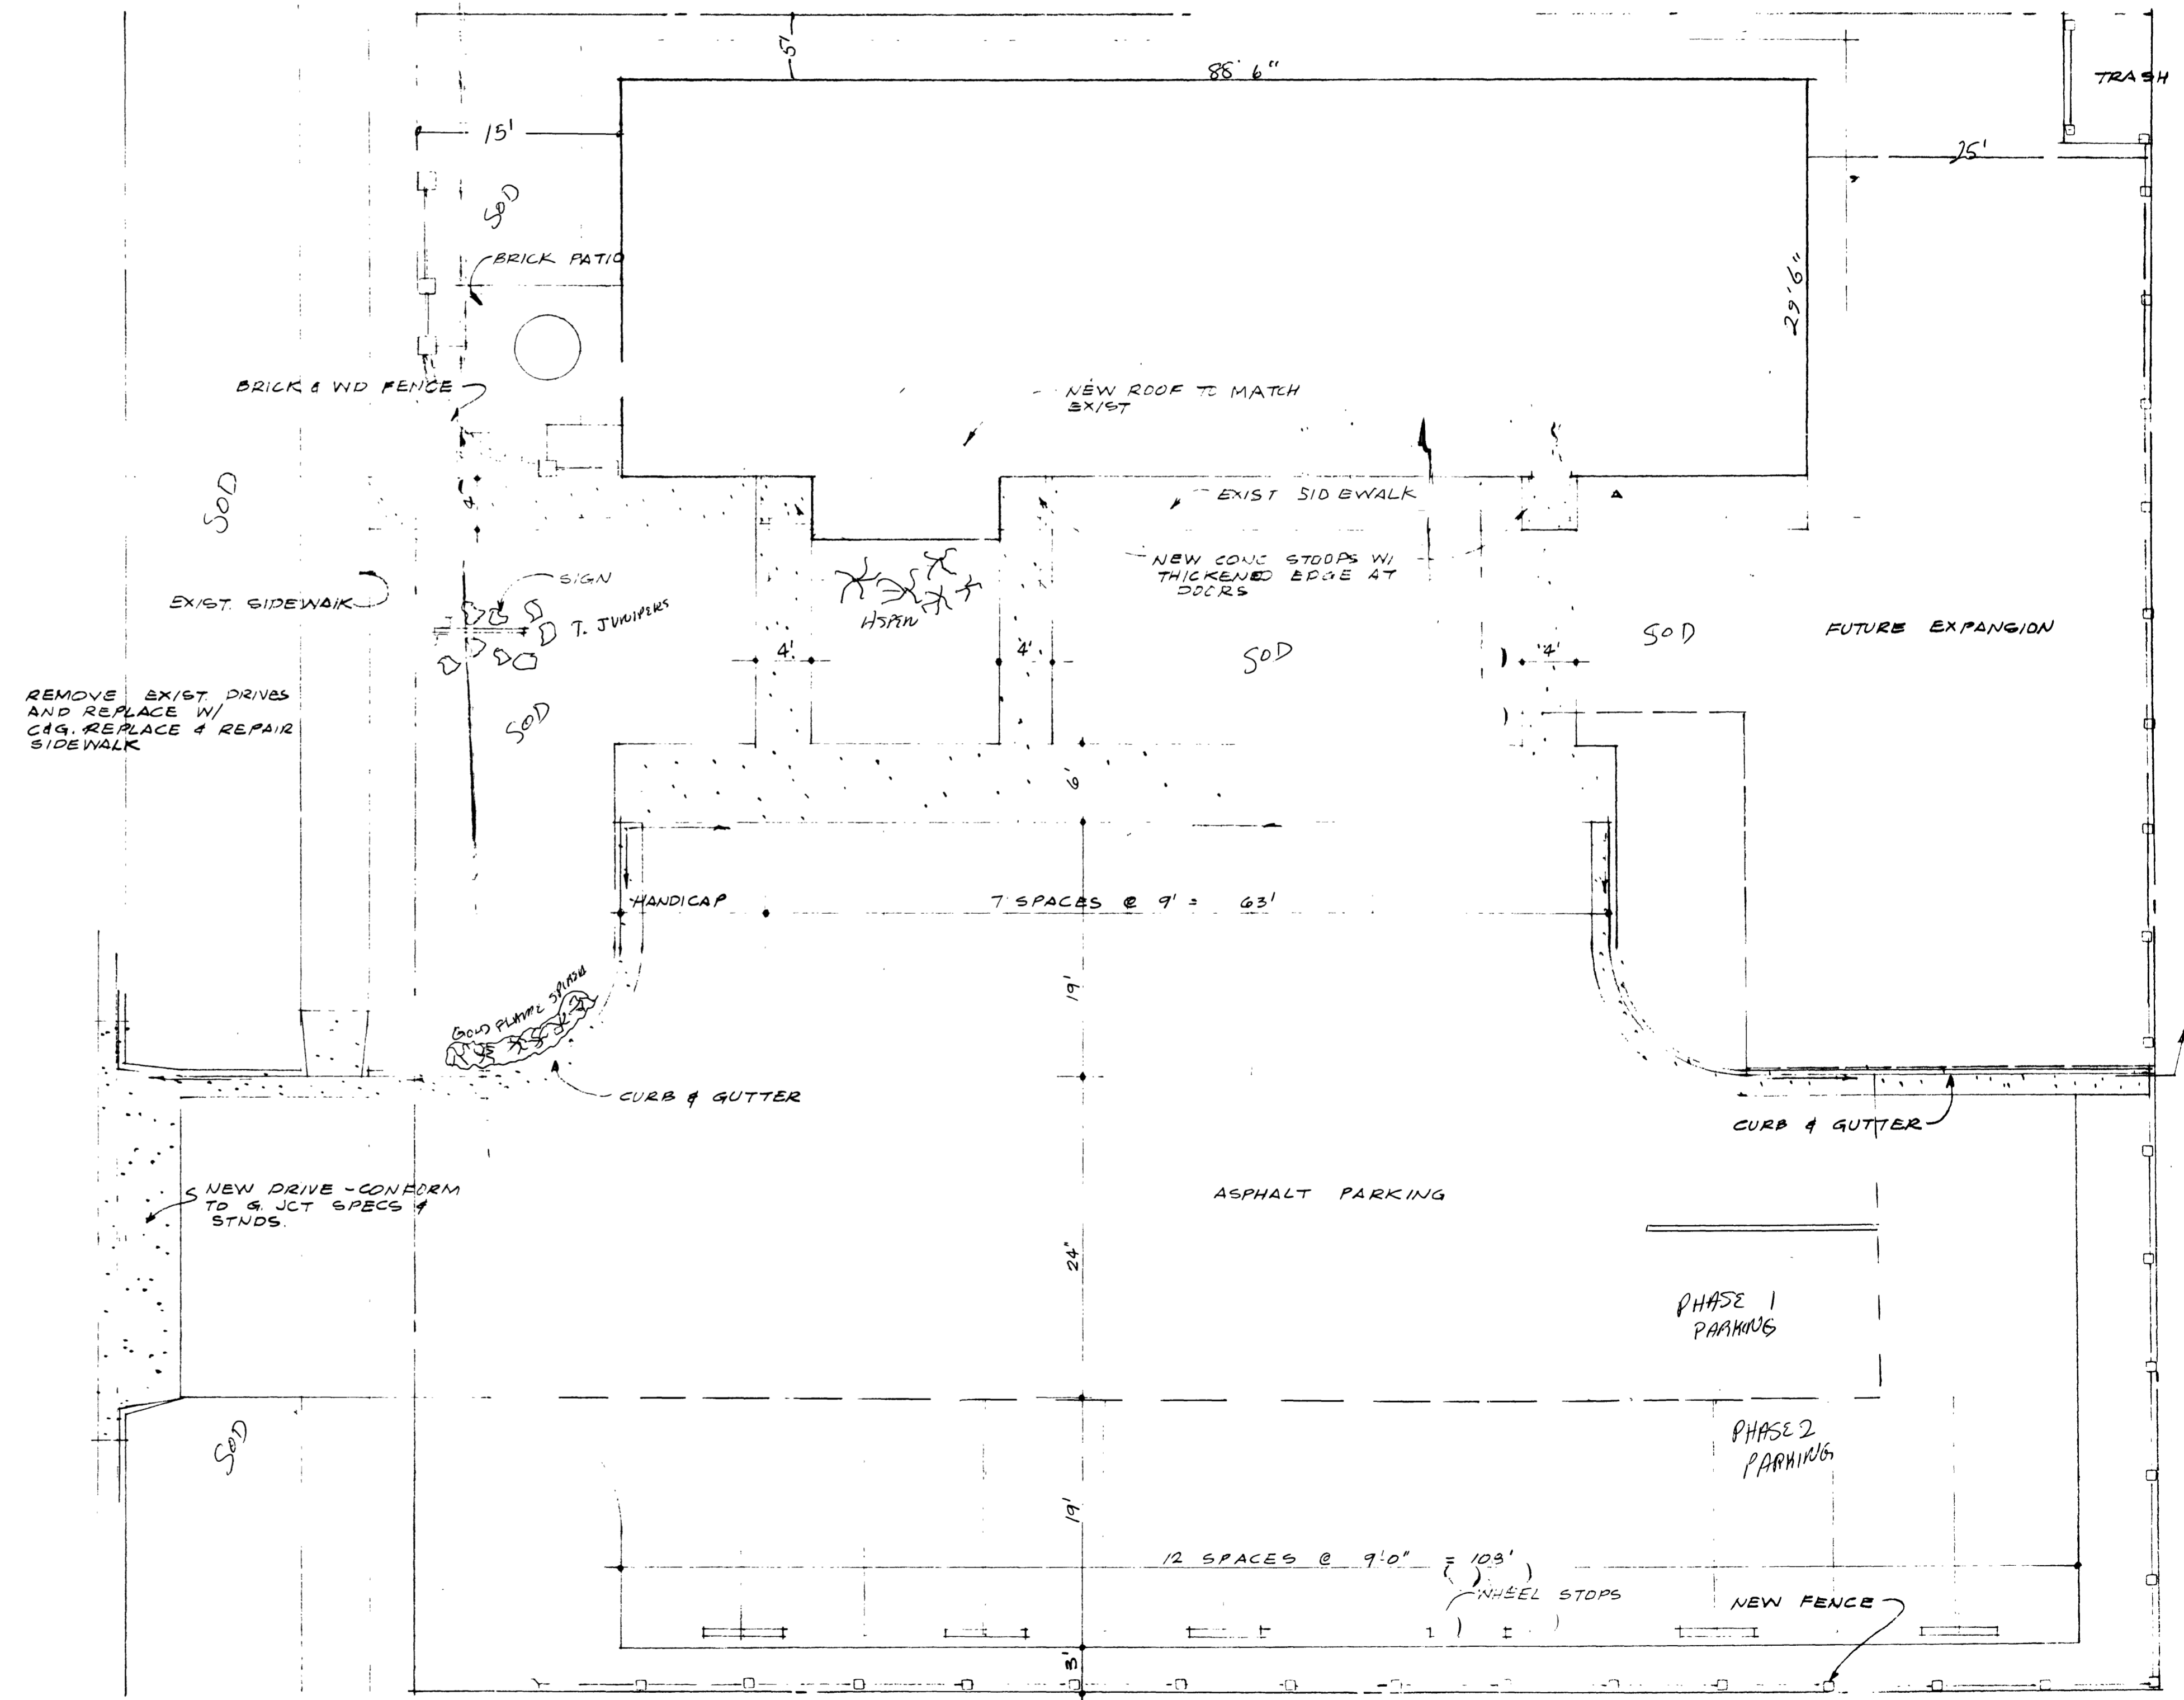 5'
88' 6"
TRASH
15'
25'
SOD
BRICK PATIO
29' 6"
BRICK & WD FENCE
NEW ROOF TO MATCH
EXIST
SOD
4'
EXIST SIDEWALK
NEW CONC STOOPS W/
THICKENED EDGE AT
DOORS
SIGN
EXIST. SIDEWALK
T. JUNIPERS
ASPEN
4'
4'
SOD
4'
SOD
FUTURE EXPANSION
REMOVE EXIST. DRIVES
AND REPLACE W/
C&G. REPLACE & REPAIR
SIDEWALK
SOD
6'
HANDICAP
7 SPACES @ 9' = 63'
19'
GOLD FLAME SPIREA
CURB & GUTTER
CURB & GUTTER
NEW DRIVE - CONFORM
TO G. JCT SPECS &
STNDS.
ASPHALT PARKING
24"
PHASE 1
PARKING
SOD
PHASE 2
PARKING
19'
12 SPACES @ 9'0" = 108'
WHEEL STOPS
NEW FENCE
3'